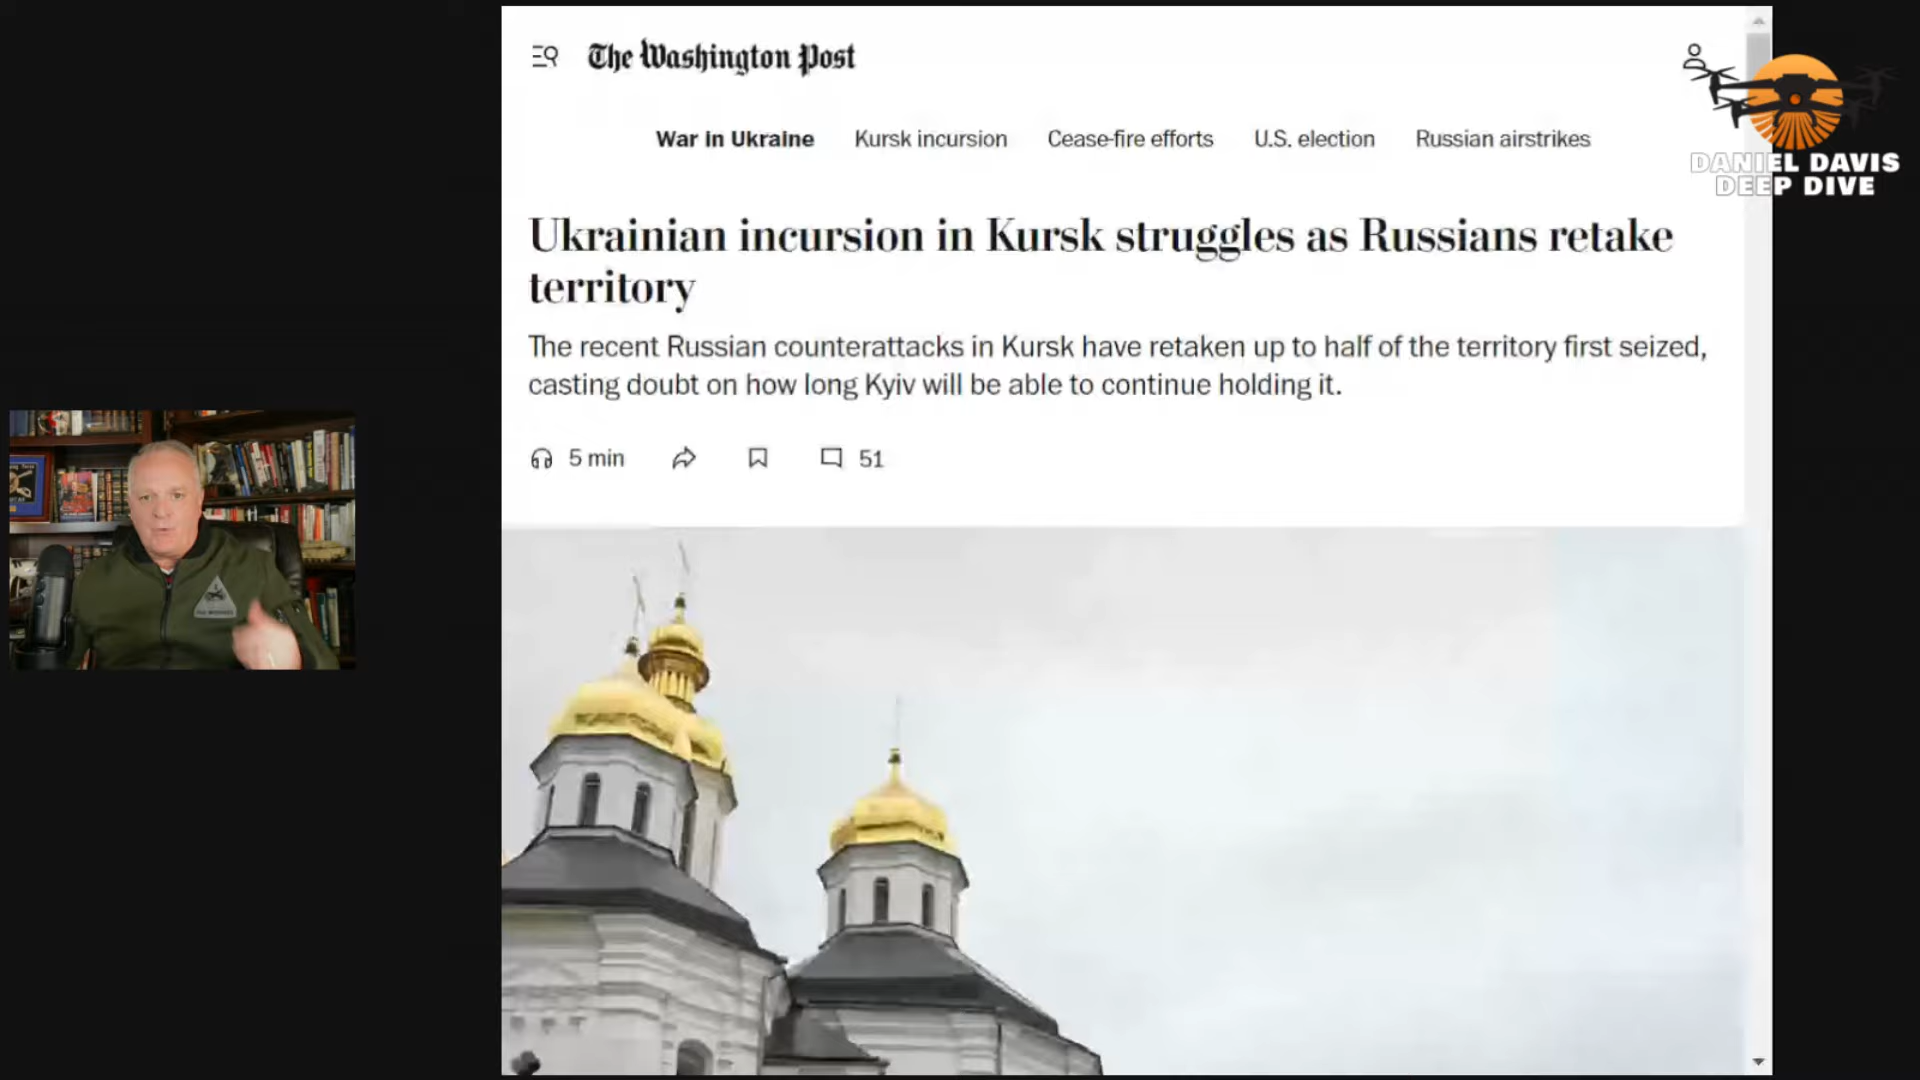 The Washington Post
DANIEL DAVIS
DEEP DIVE
War in Ukraine Kursk incursion Cease-fire efforts U.S. election Russian airstrikes
Ukrainian incursion in Kursk struggles as Russians retake
territory
The recent Russian counterattacks in Kursk have retaken up to half of the territory first seized,
casting doubt on how long Kyiv will be able to continue holding it.
5 min 51